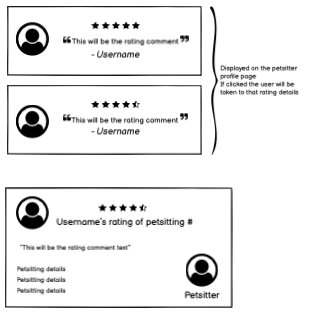 "This will be the rating comment"
- Username
Displayed on the petsitter
profile page
If clicked the user will be
taken to that rating details
"This will be the rating comment"
- Username
Username's rating of petsitting #
"This will be the rating comment text"
Petsitting details
Petsitting details
Petsitting details
Petsitter